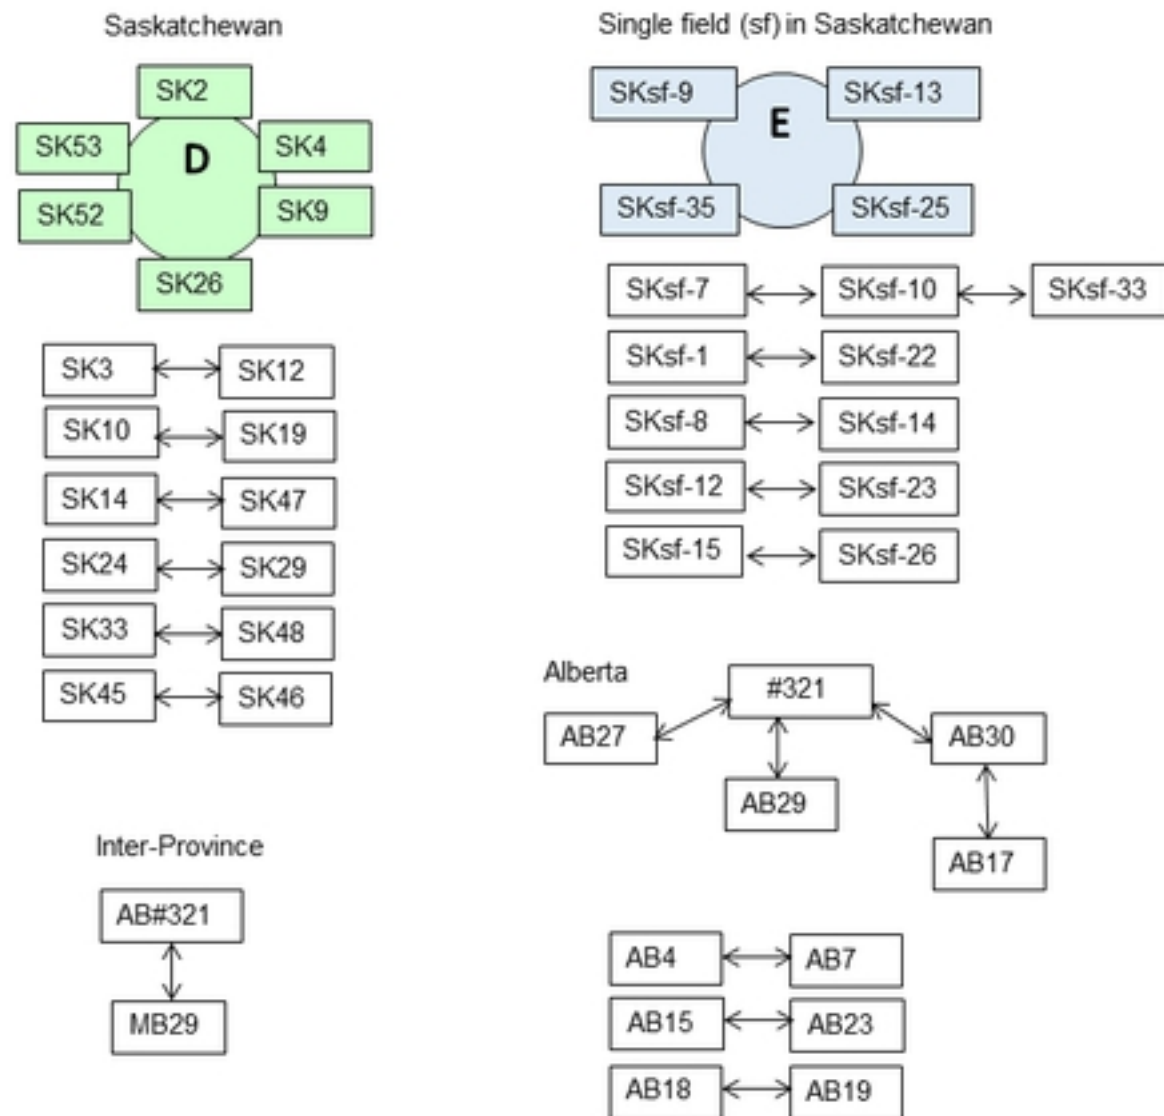 Saskatchewan
SK2
SK53
D
SK4
SK52
SK9
SK26
SK3 SK12
SK10 SK19
SK14 SK47
SK24 SK29
SK33 SK48
SK45 SK46
Inter-Province
AB#321
MB29
Single field (sf) in Saskatchewan
SKsf-9 SKsf-13
E
SKsf-35 SKsf-25
SKsf-7 SKsf-10 SKsf-33
SKsf-1 SKsf-22
SKsf-8 SKsf-14
SKsf-12 SKsf-23
SKsf-15 SKsf-26
Alberta
#321
AB27 AB30
AB29
AB17
AB4 AB7
AB15 AB23
AB18 AB19